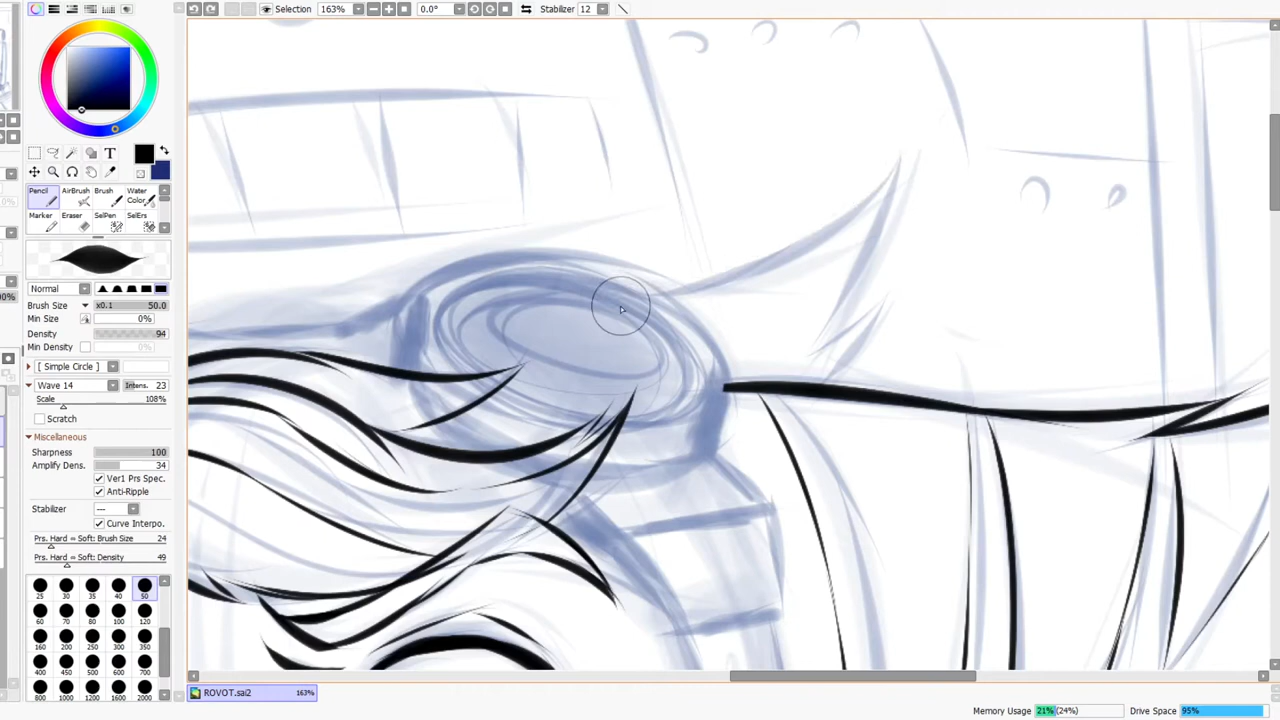 Selection 163% 0.0° Stabilizer 12
T
Pencil AirBrush Brush Water Color
Marker Eraser SelPen SelErs
Normal
Brush Size x0.1 50.0
Min Size 0%
Density 94
Min Density 0%
[ Simple Circle ]
Wave 14 Intens. 23
Scale 108%
Scratch
Miscellaneous
Sharpness 100
Amplify Dens. 34
Ver1 Prs Spec.
Anti-Ripple
Stabilizer ---
Curve Interpo.
Prs. Hard ⇔ Soft: Brush Size 24
Prs. Hard ⇔ Soft: Density 49
25 30 35 40 50
60 70 80 100 120
160 200 250 300 350
400 450 500 600 700
800 1000 1200 1600 2000
ROVOT.sai2 163%
Memory Usage 21% (24%) Drive Space 95%